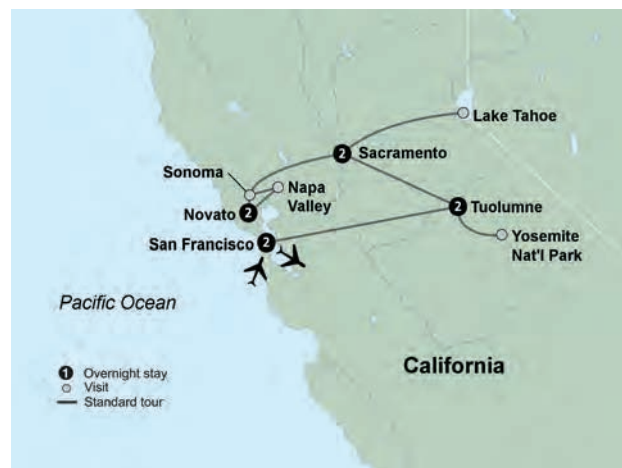 Lake Tahoe
2 Sacramento
Sonoma
Napa
Valley
Novato 2
2 Tuolumne
San Francisco 2
Yosemite
Nat'l Park
Pacific Ocean
California
1 Overnight stay
Visit
Standard tour